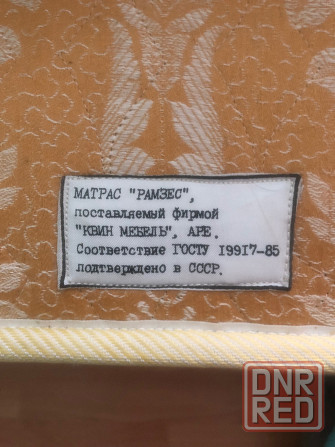 МАТРАС "РАМЗЕС",
поставляемый фирмой
"КВИН МЕБЕЛЬ", АРЕ.
Соответствие ГОСТУ 19917-85
подтверждено в СССР.
DNR
RED